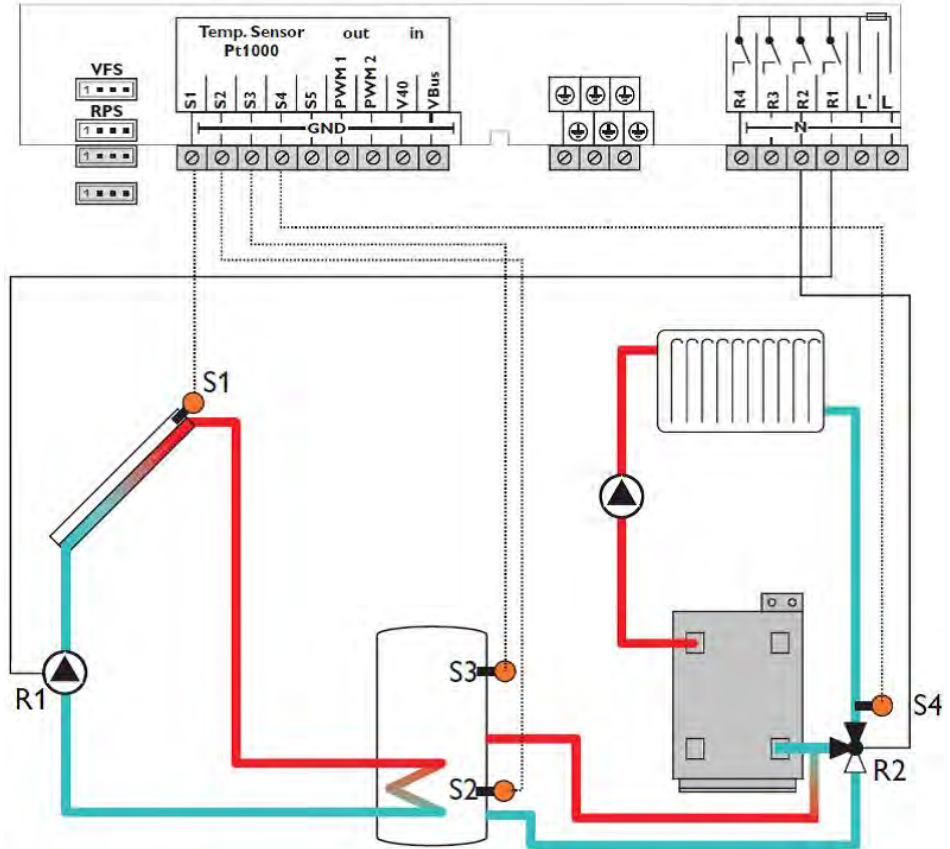 Temp. Sensor out in
Pt1000
VFS
RPS
1
1
1
1
S1 S2 S3 S4 S5 PWM 1 PWM 2 V40 VBus
GND
R4 R3 R2 R1 L' L
N
S1
R1
S3
S2
S4
R2